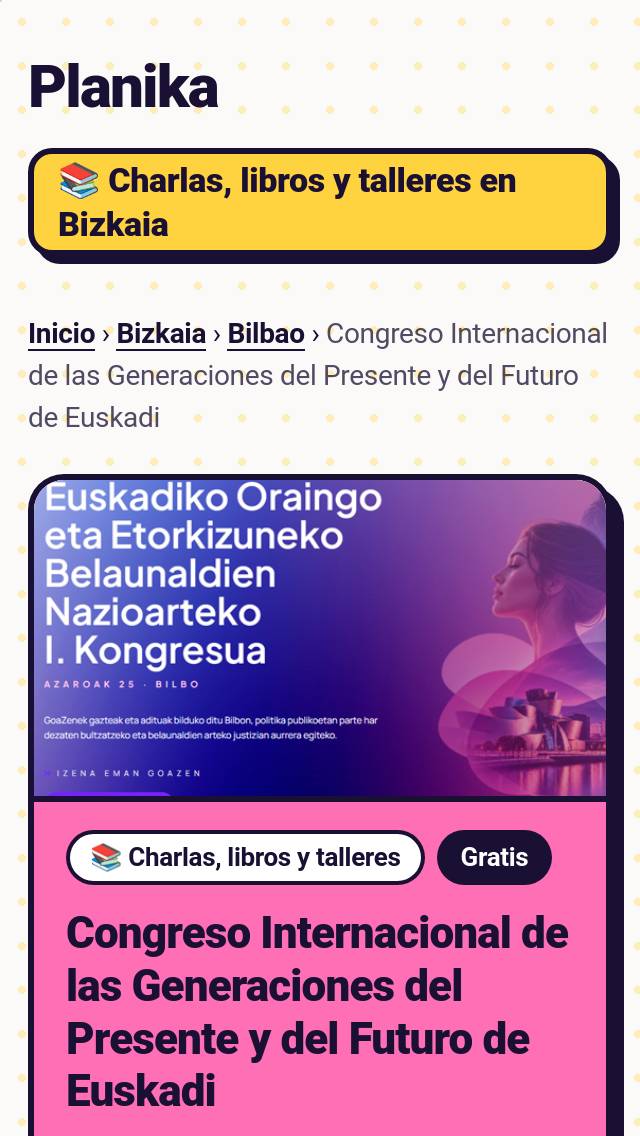 Planika
📚 Charlas, libros y talleres en
Bizkaia
Inicio › Bizkaia › Bilbao › Congreso Internacional
de las Generaciones del Presente y del Futuro
de Euskadi
Euskadiko Oraingo
eta Etorkizuneko
Belaunaldien
Nazioarteko
I. Kongresua
AZAROAK 25 · BILBO
GoaZenek gazteak eta adituak bilduko ditu Bilbon, politika publikoetan parte har
dezaten bultzatzeko eta belaunaldien arteko justizian aurrera egiteko.
IZENA EMAN GOAZEN
📚 Charlas, libros y talleres
Gratis
Congreso Internacional de
las Generaciones del
Presente y del Futuro de
Euskadi